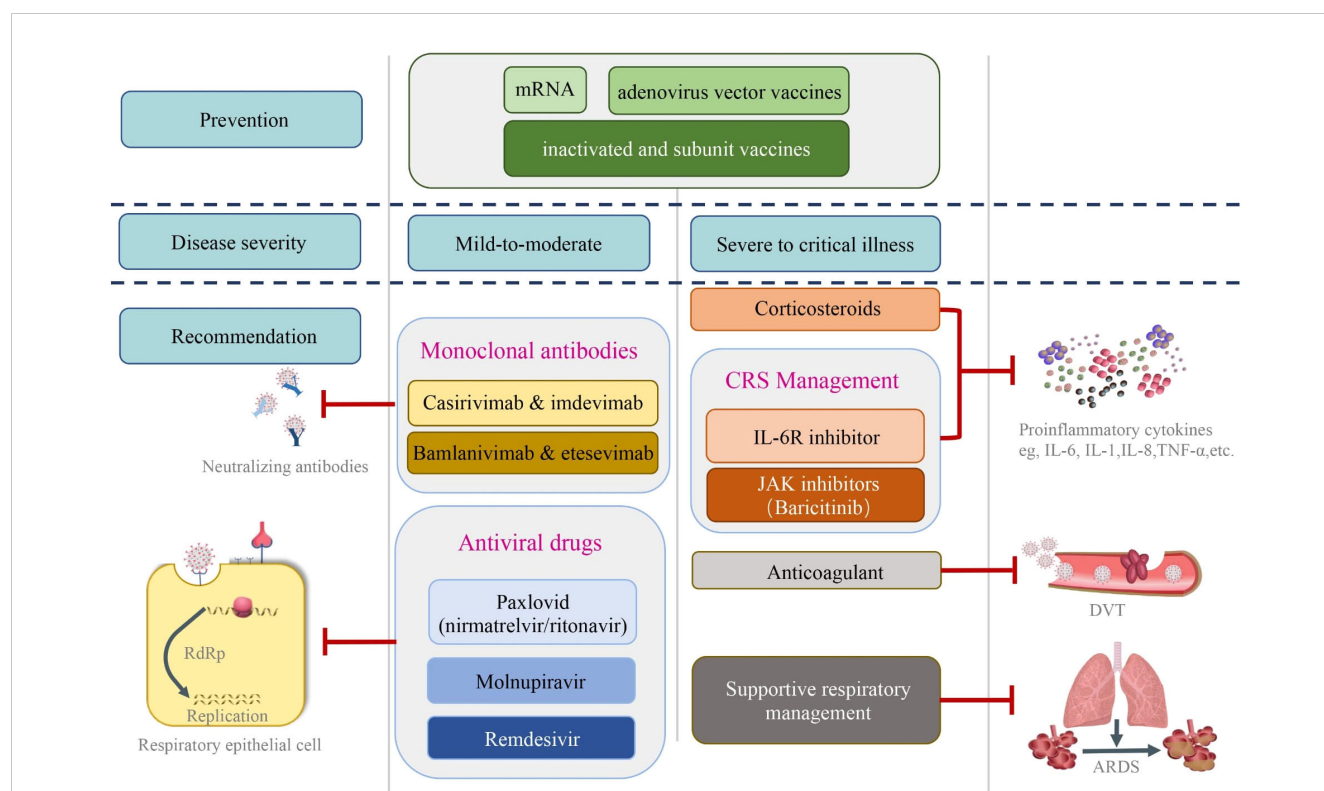 Prevention
mRNA
adenovirus vector vaccines
inactivated and subunit vaccines
Disease severity
Mild-to-moderate
Severe to critical illness
Recommendation
Neutralizing antibodies
RdRp
Replication
Respiratory epithelial cell
Monoclonal antibodies
Casirivimab & imdevimab
Bamlanivimab & etesevimab
Antiviral drugs
Paxlovid
(nirmatrelvir/ritonavir)
Molnupiravir
Remdesivir
Corticosteroids
CRS Management
IL-6R inhibitor
JAK inhibitors
（Baricitinib）
Anticoagulant
Supportive respiratory
management
Proinflammatory cytokines
eg, IL-6, IL-1,IL-8,TNF-α,etc.
DVT
ARDS